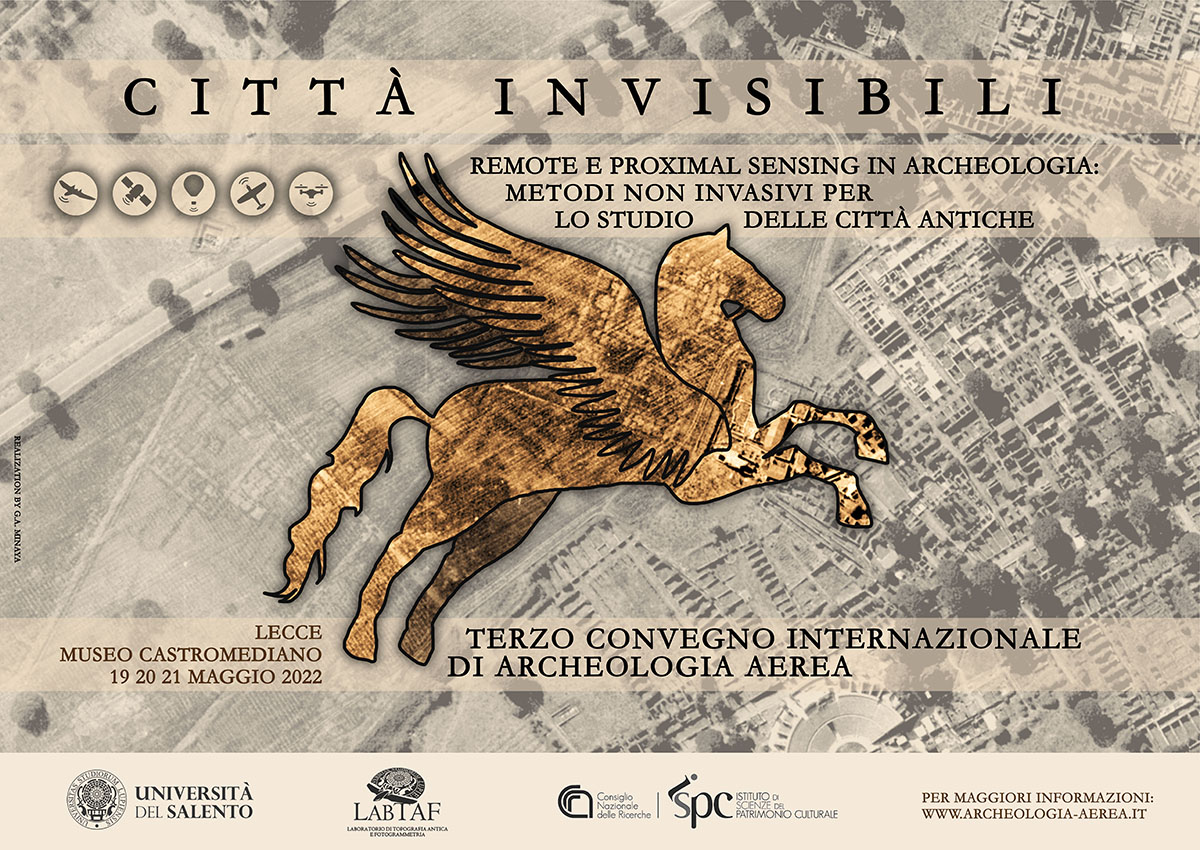 CITTÀ INVISIBILI
REMOTE E PROXIMAL SENSING IN ARCHEOLOGIA:
METODI NON INVASIVI PER
LO STUDIO DELLE CITTÀ ANTICHE
REALIZATION BY G.A. MINAYA
LECCE
MUSEO CASTROMEDIANO
19 20 21 MAGGIO 2022
TERZO CONVEGNO INTERNAZIONALE
DI ARCHEOLOGIA AEREA
UNIVERSITÀ
DEL SALENTO
LABTAF
LABORATORIO DI TOPOGRAFIA ANTICA
E FOTOGRAMMETRIA
Consiglio
Nazionale
delle Ricerche
SPC
ISTITUTO DI
SCIENZE DEL
PATRIMONIO CULTURALE
PER MAGGIORI INFORMAZIONI:
WWW.ARCHEOLOGIA-AEREA.IT